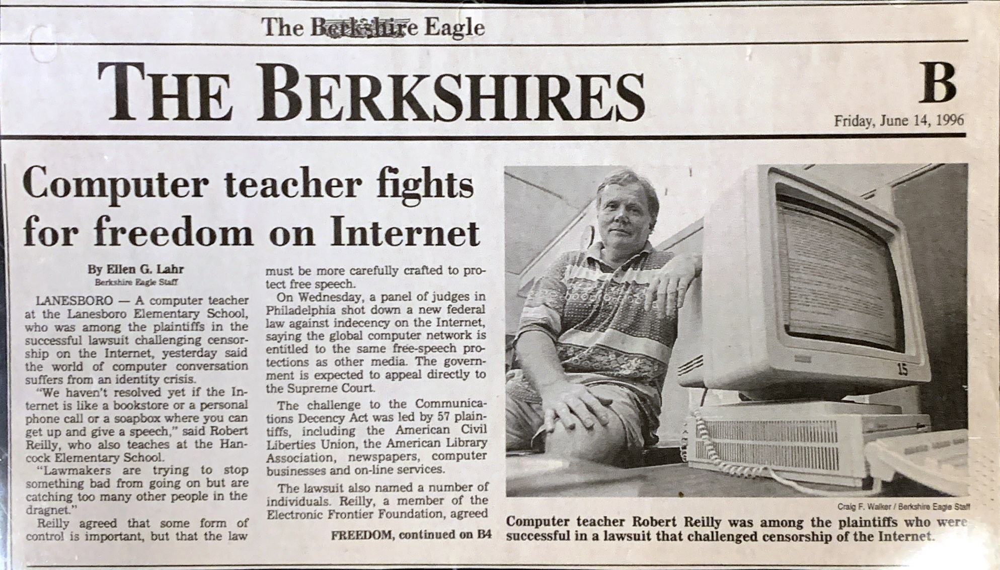 The Berkshire Eagle
THE BERKSHIRES
B
Friday, June 14, 1996
Computer teacher fights
for freedom on Internet
By Ellen G. Lahr
Berkshire Eagle Staff
LANESBORO — A computer teacher
at the Lanesboro Elementary School,
who was among the plaintiffs in the
successful lawsuit challenging censor-
ship on the Internet, yesterday said
the world of computer conversation
suffers from an identity crisis.
“We haven't resolved yet if the In-
ternet is like a bookstore or a personal
phone call or a soapbox where you can
get up and give a speech,” said Robert
Reilly, who also teaches at the Han-
cock Elementary School.
“Lawmakers are trying to stop
something bad from going on but are
catching too many other people in the
dragnet.”
Reilly agreed that some form of
control is important, but that the law
must be more carefully crafted to pro-
tect free speech.
On Wednesday, a panel of judges in
Philadelphia shot down a new federal
law against indecency on the Internet,
saying the global computer network is
entitled to the same free-speech pro-
tections as other media. The govern-
ment is expected to appeal directly to
the Supreme Court.
The challenge to the Communica-
tions Decency Act was led by 57 plain-
tiffs, including the American Civil
Liberties Union, the American Library
Association, newspapers, computer
businesses and on-line services.
The lawsuit also named a number of
individuals. Reilly, a member of the
Electronic Frontier Foundation, agreed
FREEDOM, continued on B4
15
Craig F. Walker / Berkshire Eagle Staff
Computer teacher Robert Reilly was among the plaintiffs who were
successful in a lawsuit that challenged censorship of the Internet.